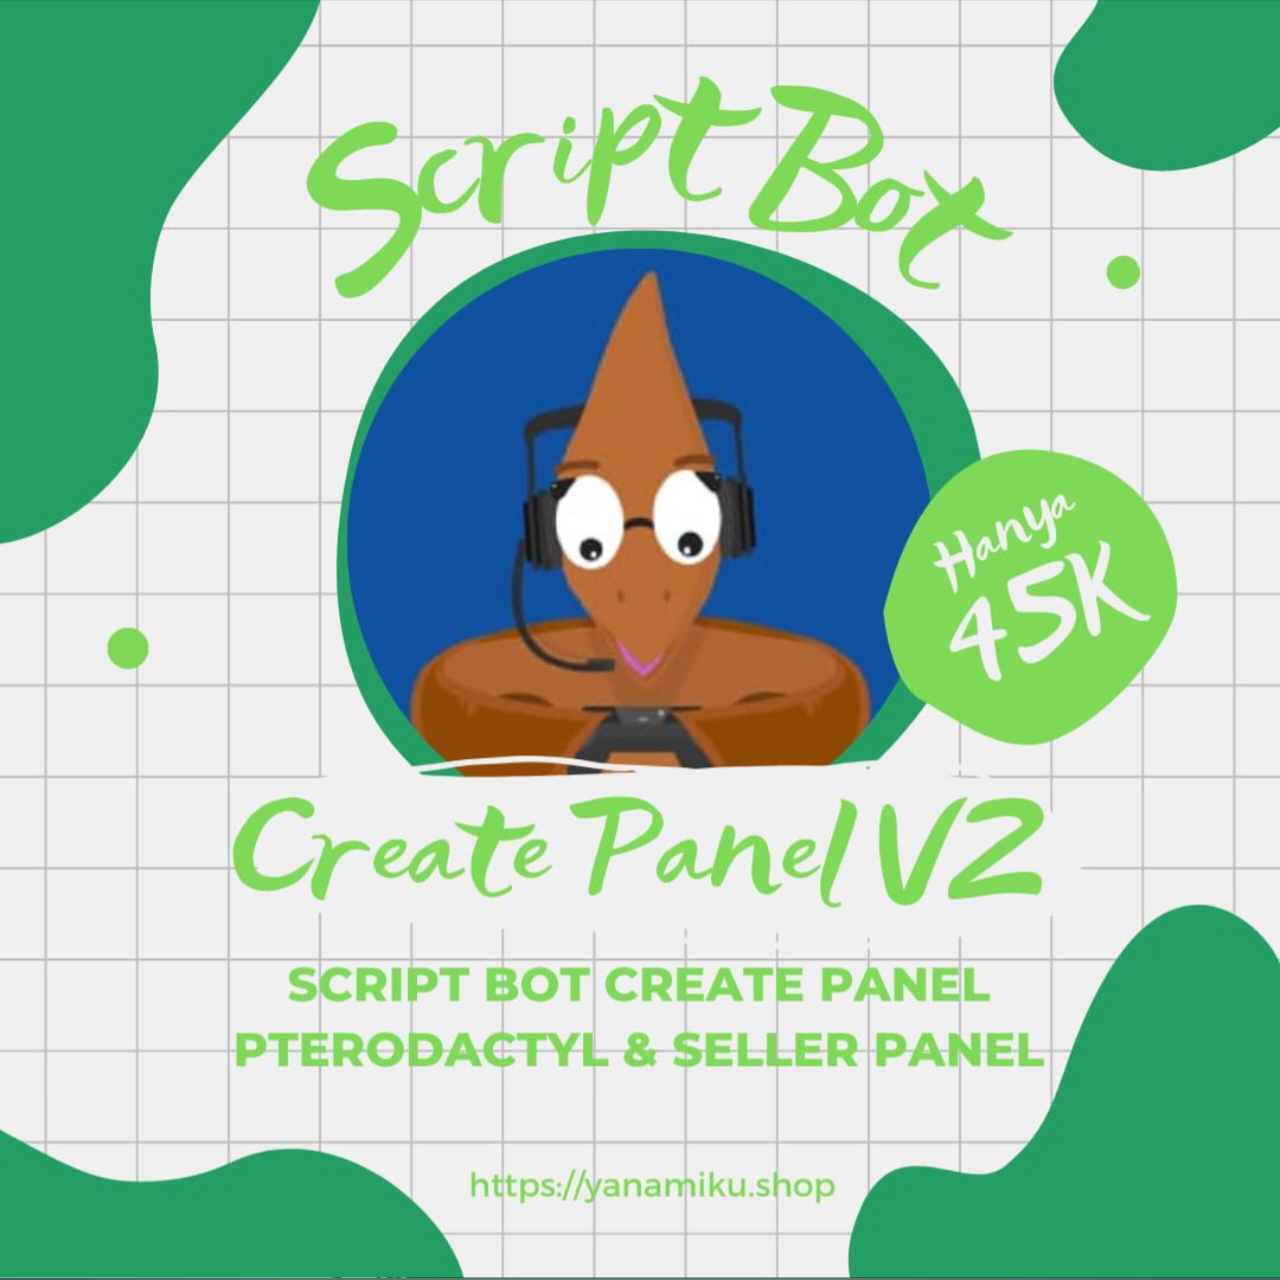 Script Bot
Hanya
45K
Create Panel V2
SCRIPT BOT CREATE PANEL
PTERODACTYL & SELLER PANEL
https://yanamiku.shop